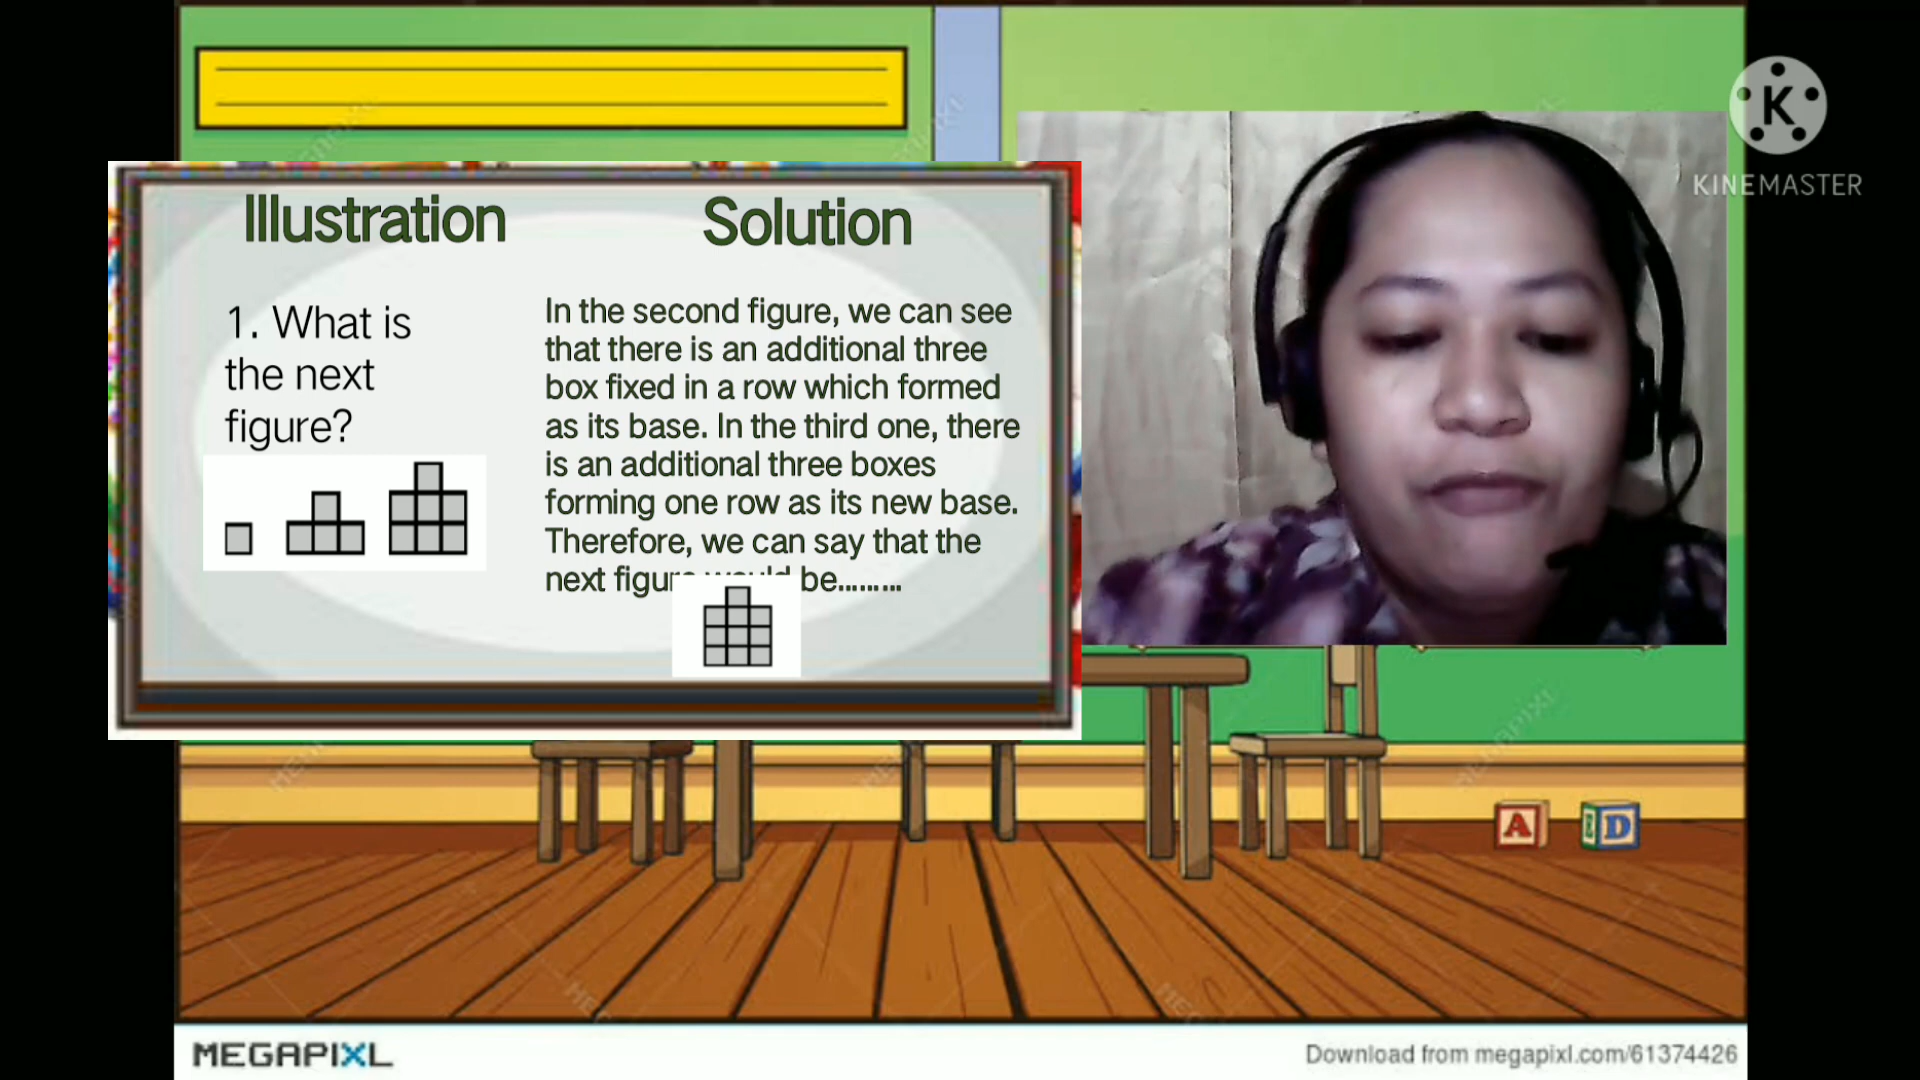 Illustration
Solution
1. What is
the next
figure?
In the second figure, we can see
that there is an additional three
box fixed in a row which formed
as its base. In the third one, there
is an additional three boxes
forming one row as its new base.
Therefore, we can say that the
next figure would be.........
K
KINEMASTER
A
D
MEGAPIXL
Download from megapixl.com/61374426